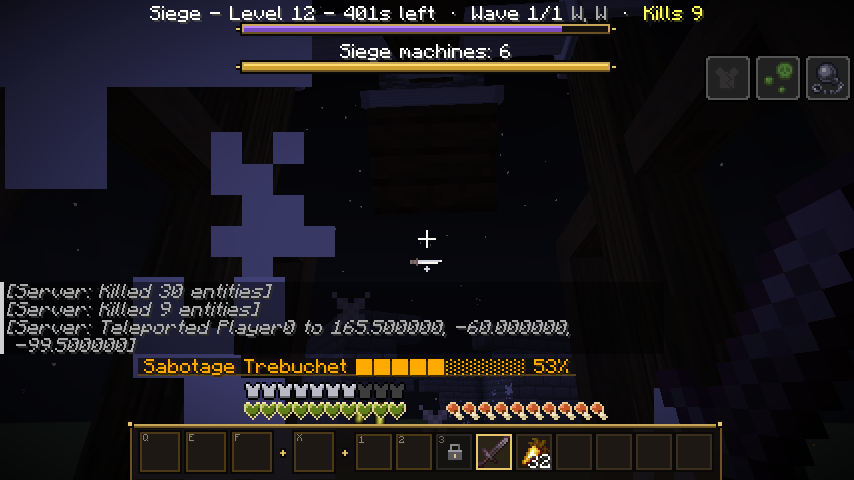 Siege - Level 12 - 401s left · Wave 1/1 W, W · Kills 9
Siege machines: 6
[Server: Killed 30 entities]
[Server: Killed 9 entities]
[Server: Teleported Player0 to 165.500000, -60.000000,
-99.500000]
Sabotage Trebuchet 53%
Q E F X 1 2 3
32